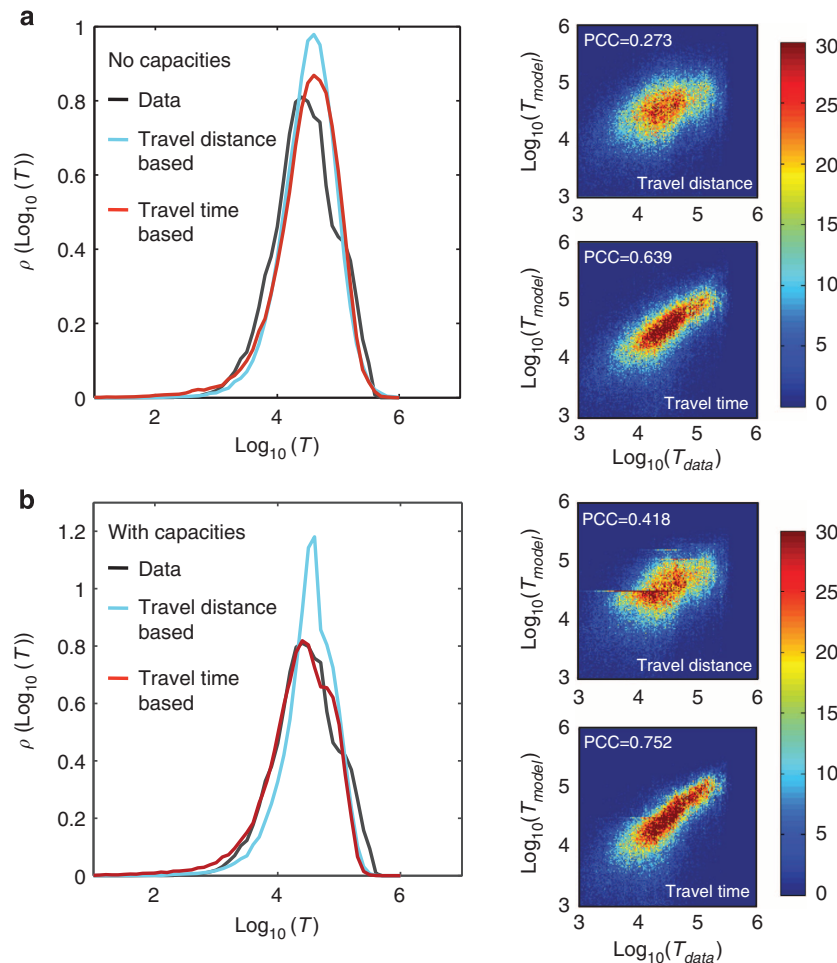 a
1
0.8
0.6
0.4
0.2
0
ρ (Log10 (T))
No capacities
Data
Travel distance
based
Travel time
based
2
4
6
Log10 (T)
6
5
4
3
Log10(Tmodel)
PCC=0.273
Travel distance
3
4
5
6
6
5
4
3
Log10(Tmodel)
PCC=0.639
Travel time
3
4
5
6
Log10(Tdata)
30
25
20
15
10
5
0
b
1.2
1
0.8
0.6
0.4
0.2
0
ρ (Log10 (T))
With capacities
Data
Travel distance
based
Travel time
based
2
4
6
Log10 (T)
6
5
4
3
Log10(Tmodel)
PCC=0.418
Travel distance
3
4
5
6
6
5
4
3
Log10(Tmodel)
PCC=0.752
Travel time
3
4
5
6
Log10(Tdata)
30
25
20
15
10
5
0